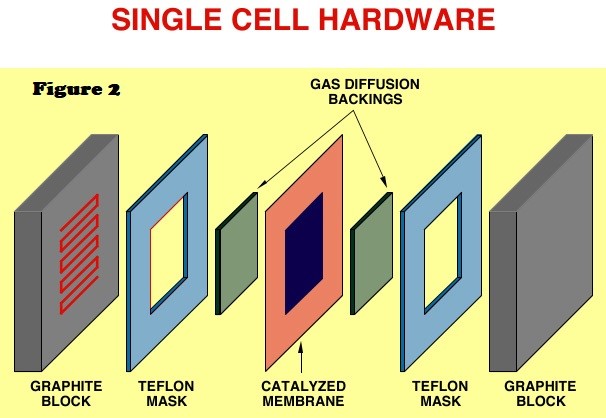 SINGLE CELL HARDWARE
Figure 2
GAS DIFFUSION
BACKINGS
GRAPHITE
BLOCK
TEFLON
MASK
CATALYZED
MEMBRANE
TEFLON
MASK
GRAPHITE
BLOCK